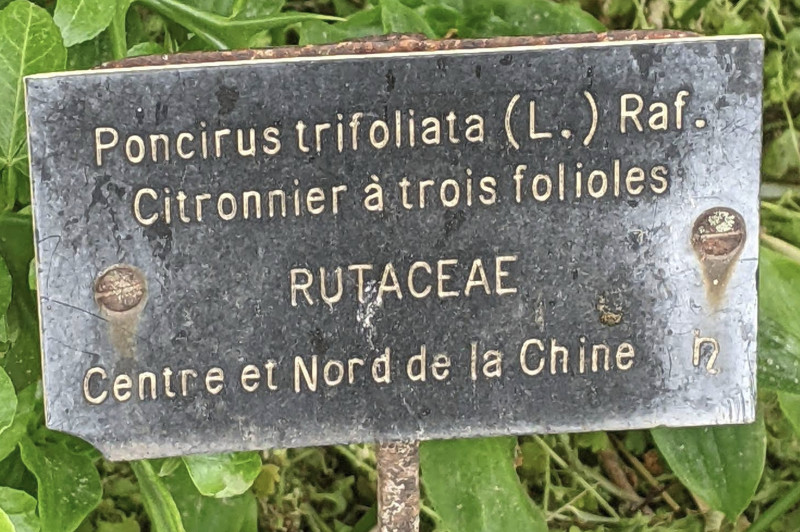 Poncirus trifoliata (L.) Raf.
Citronnier à trois folioles
RUTACEAE
Centre et Nord de la Chine ♄